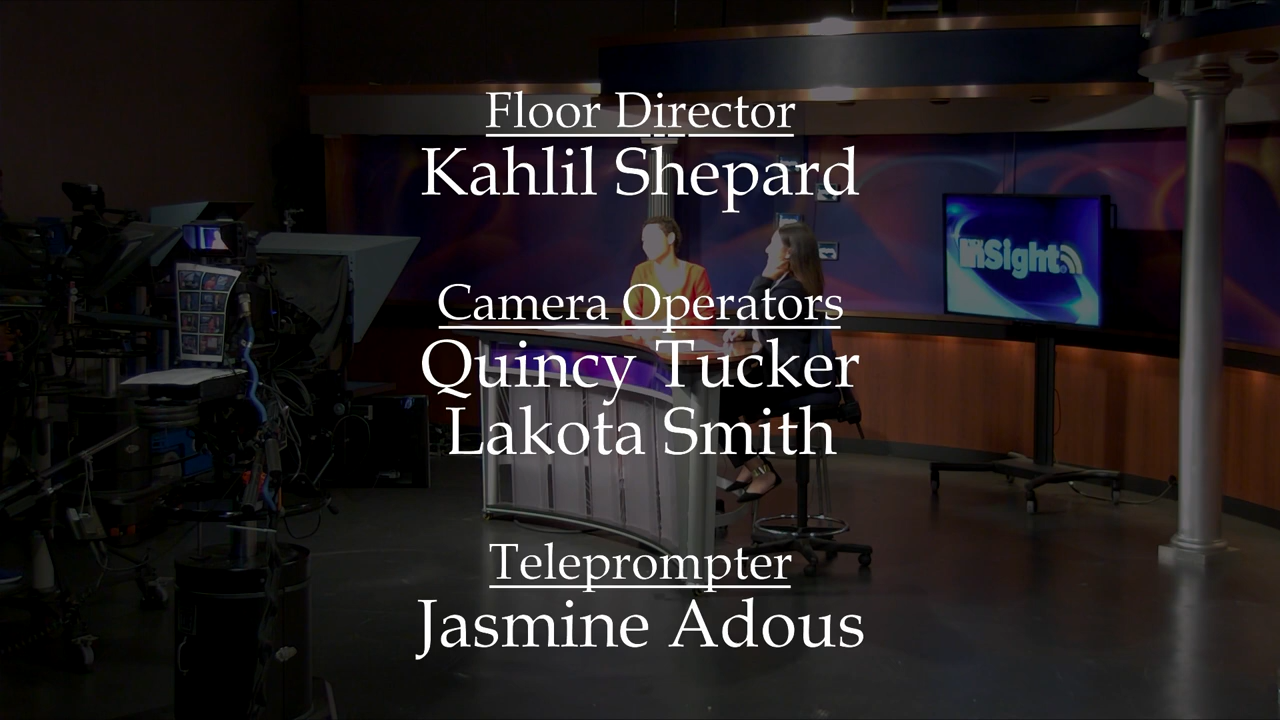 Floor Director
Kahlil Shepard
InSight
Camera Operators
Quincy Tucker
Lakota Smith
Teleprompter
Jasmine Adous